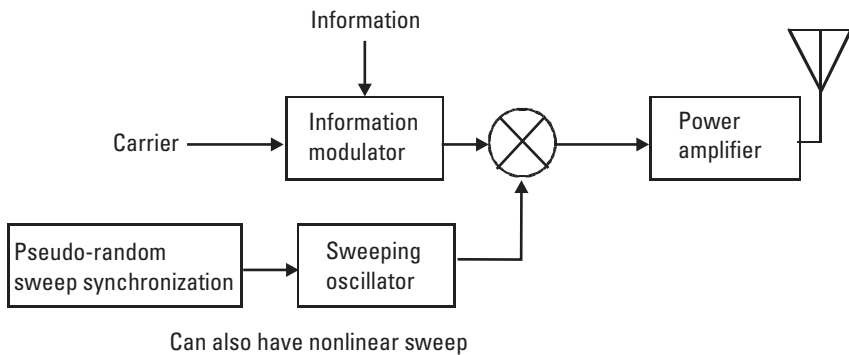 Information
Carrier
Information
modulator
Power
amplifier
Pseudo-random
sweep synchronization
Sweeping
oscillator
Can also have nonlinear sweep